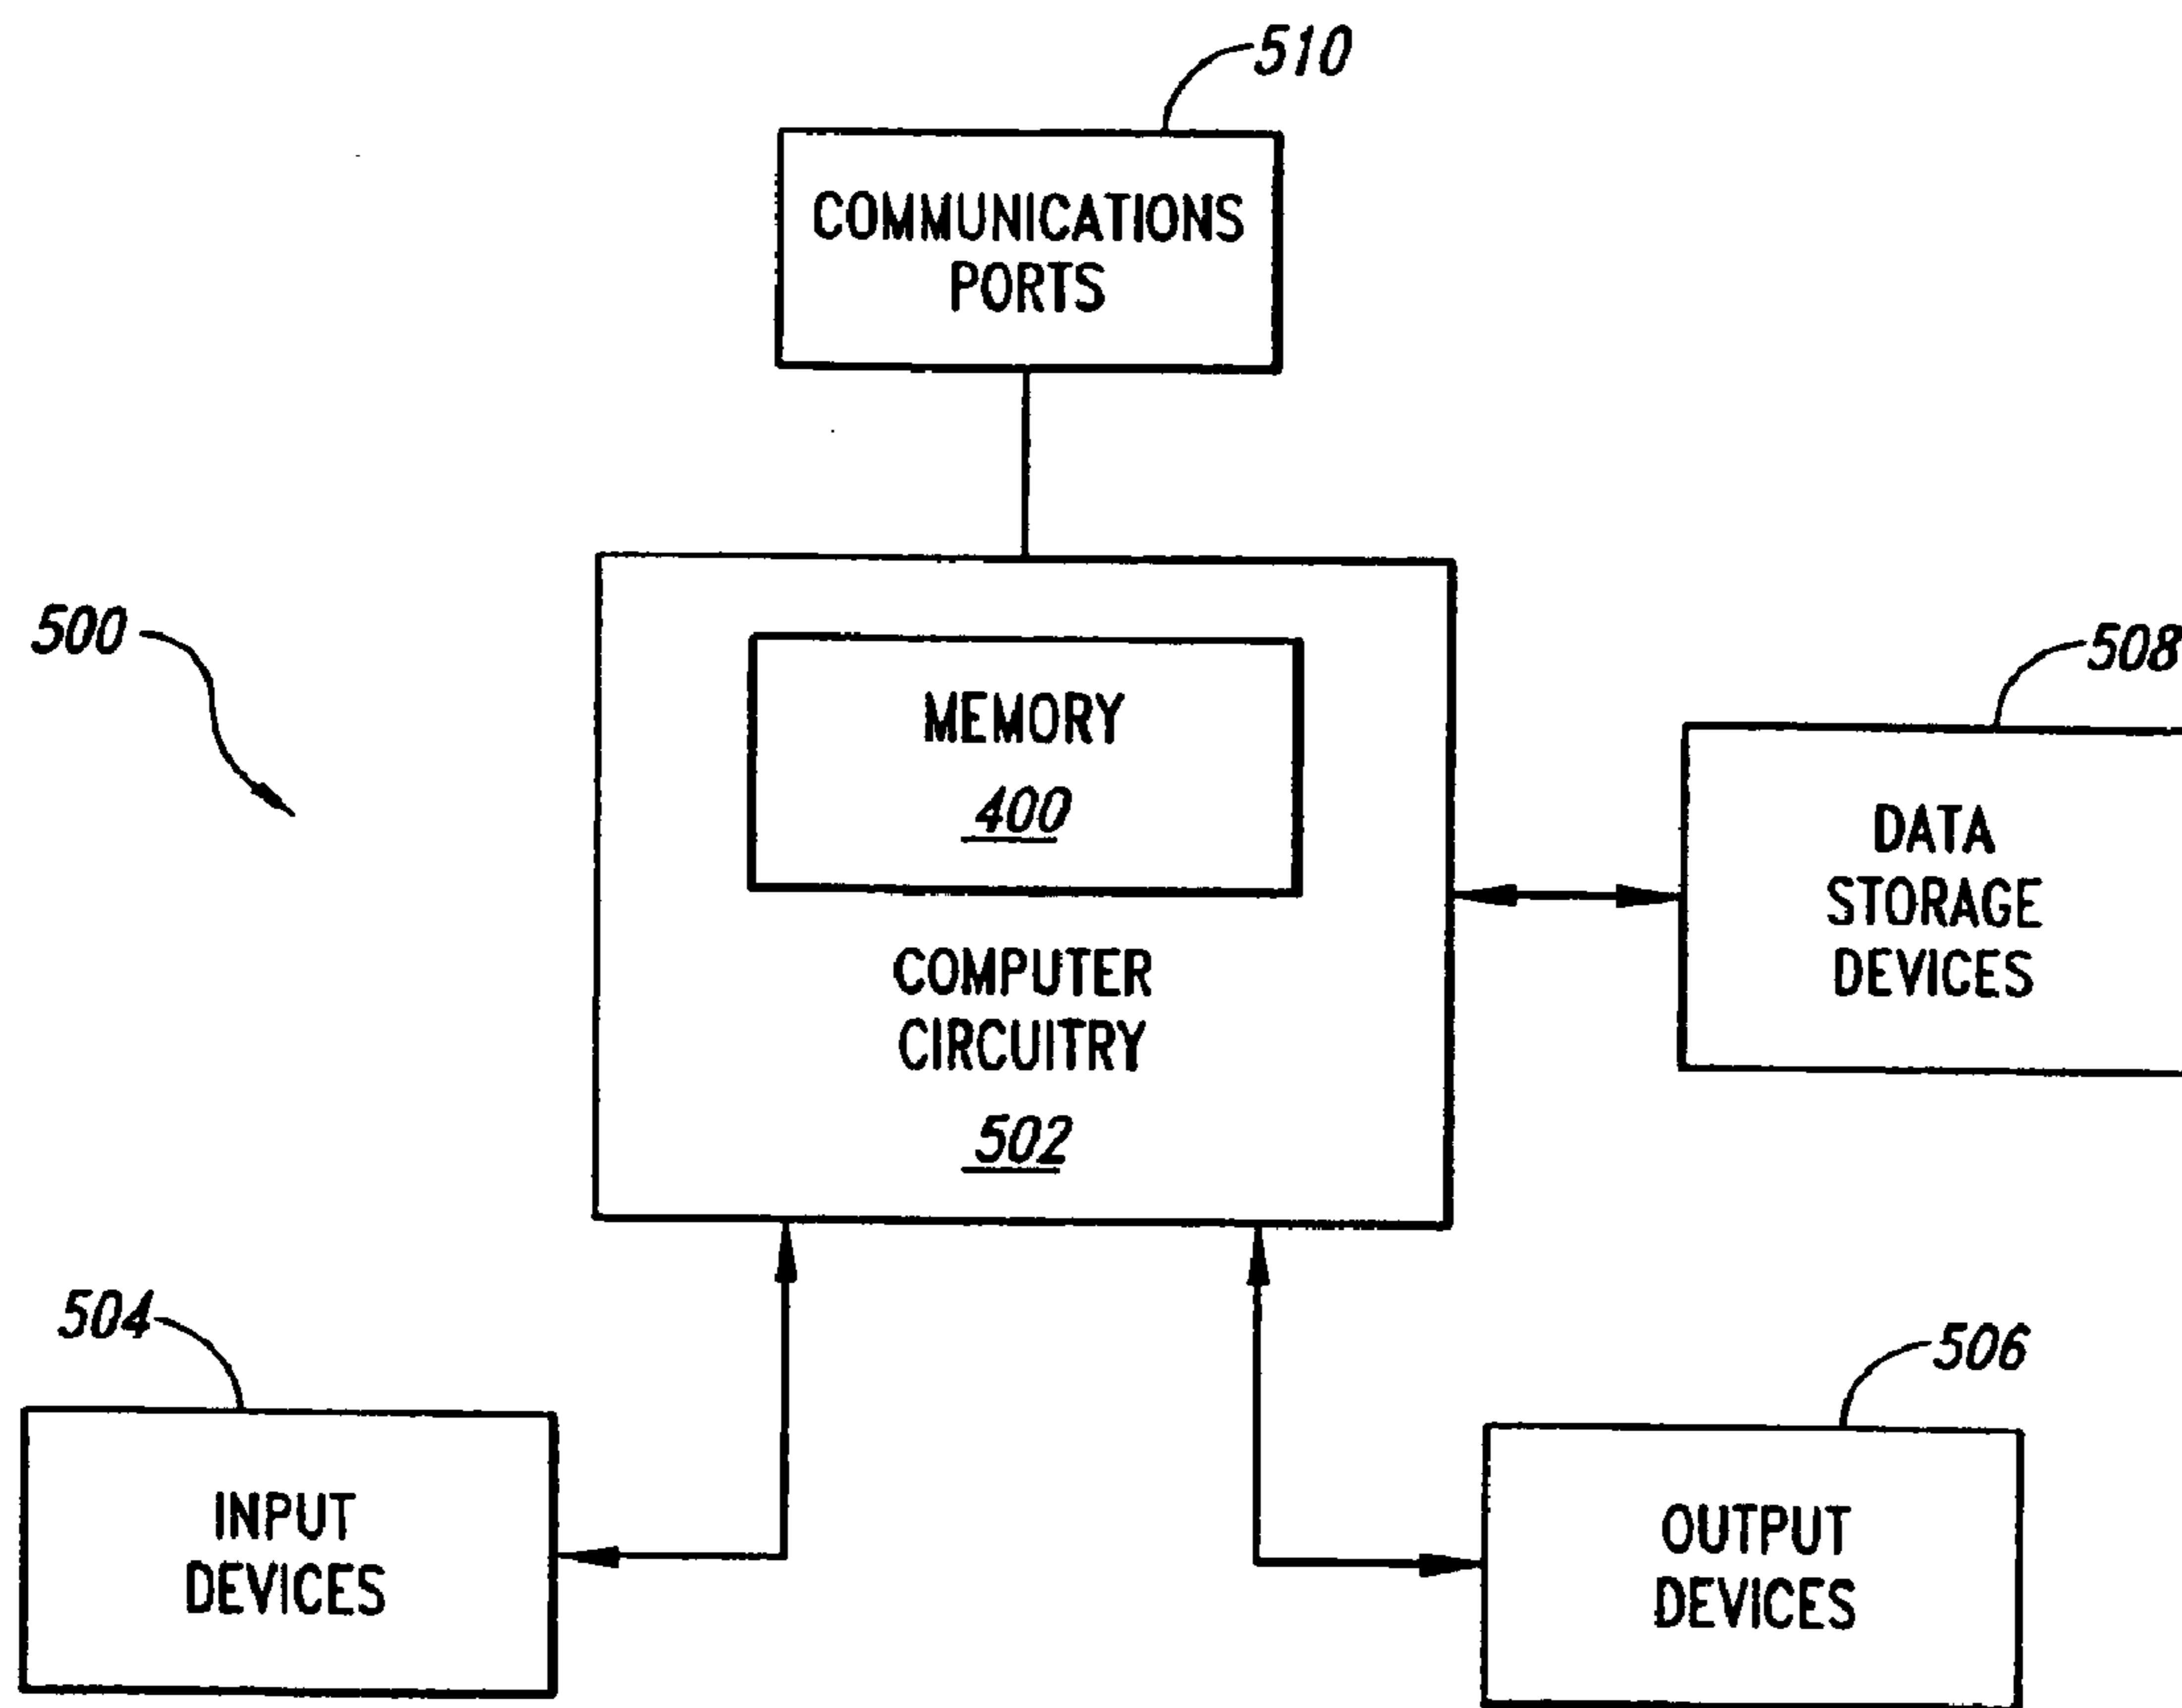 510
COMMUNICATIONS
PORTS
500
MEMORY
400
508
DATA
STORAGE
DEVICES
COMPUTER
CIRCUITRY
502
504
INPUT
DEVICES
506
OUTPUT
DEVICES